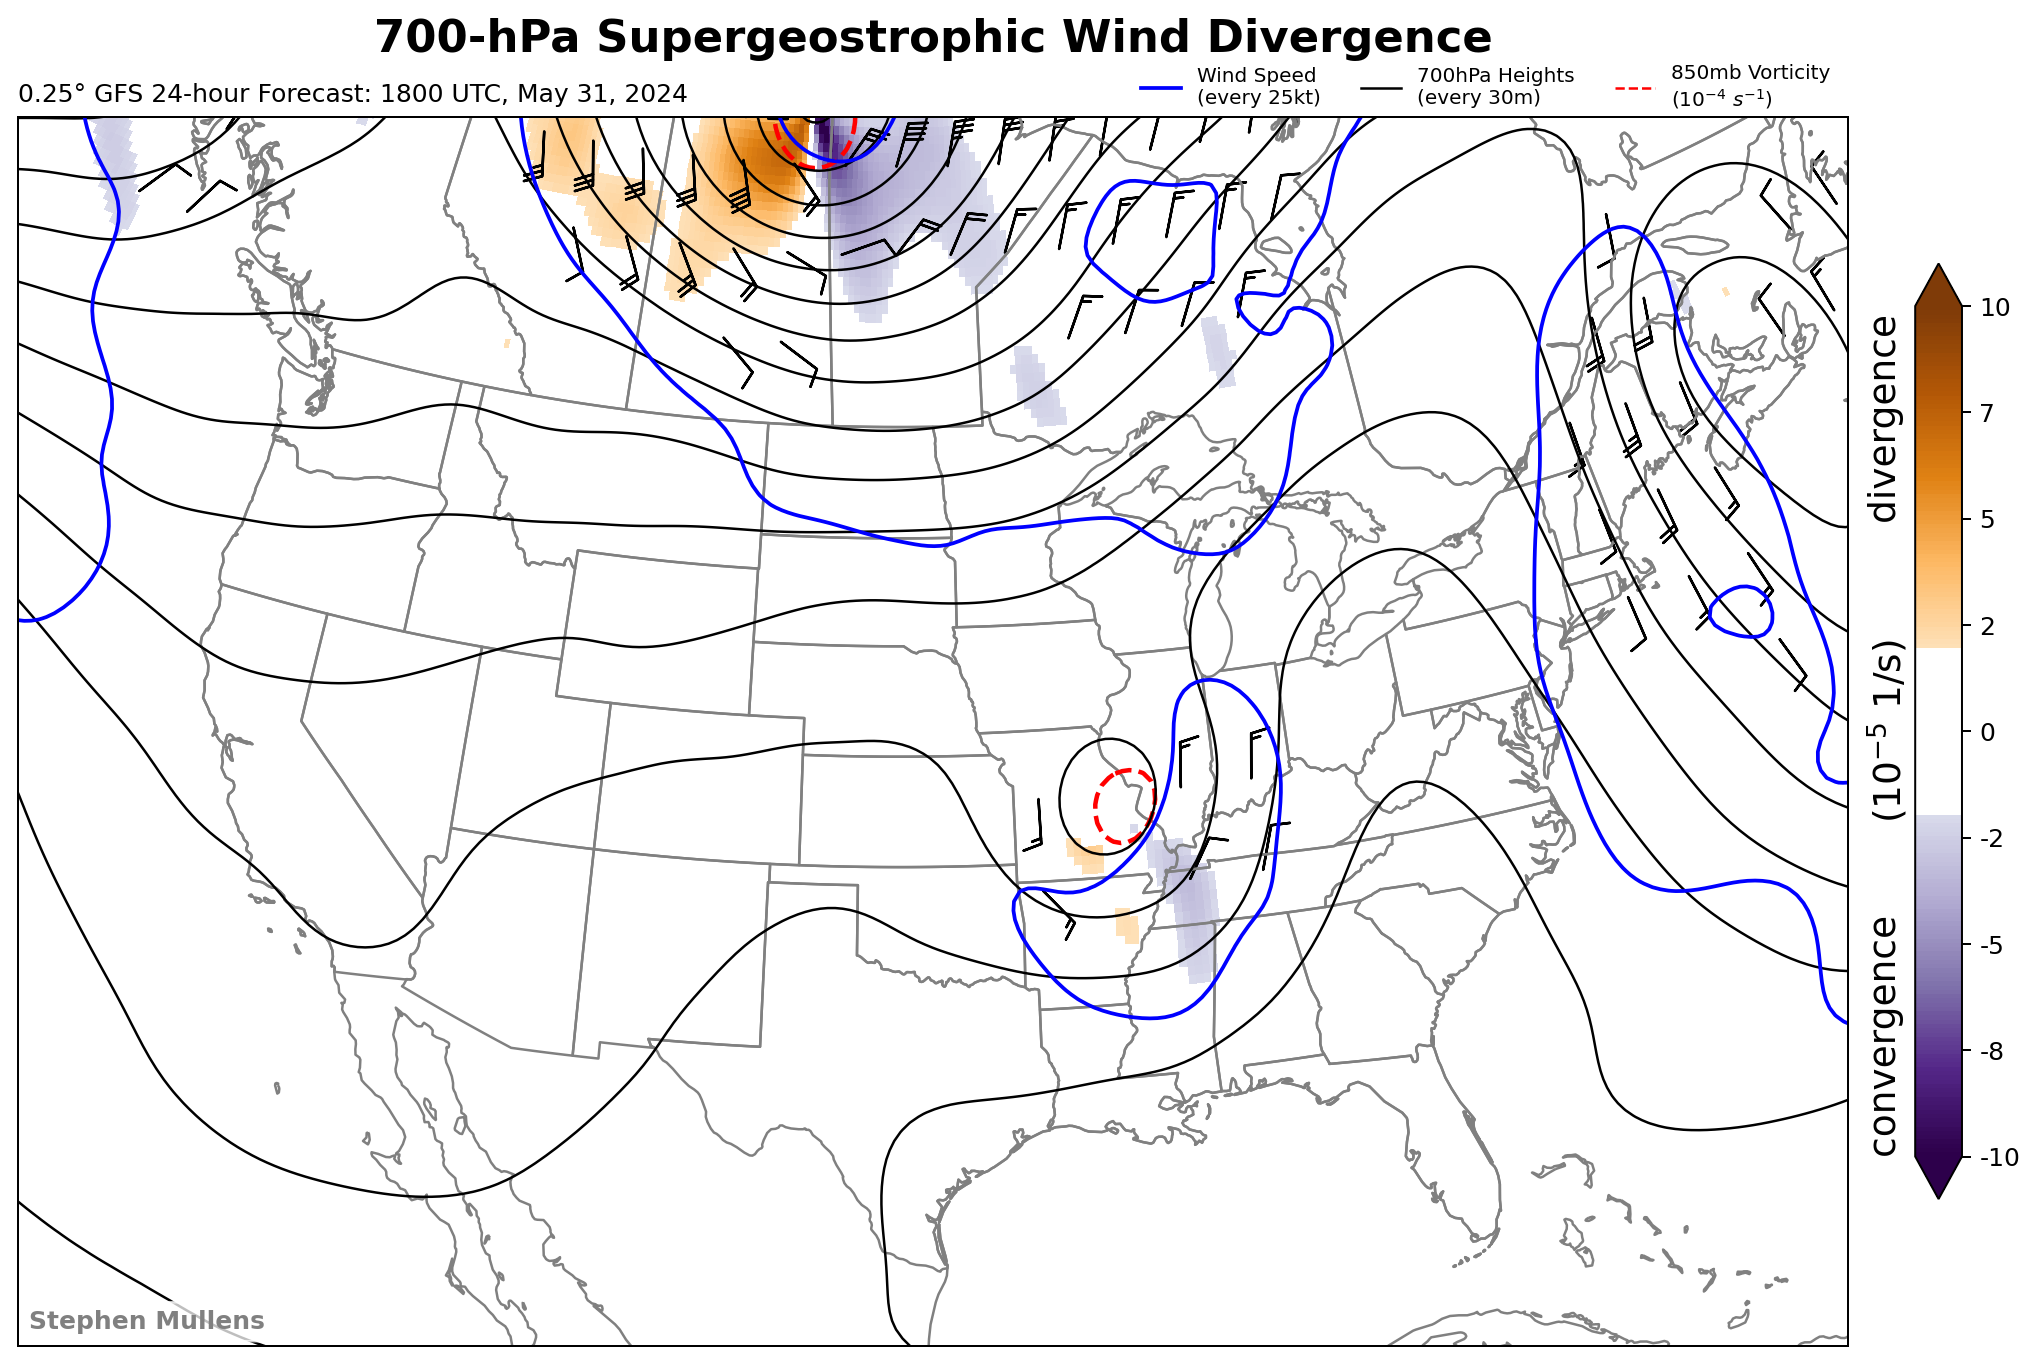 700-hPa Supergeostrophic Wind Divergence
0.25° GFS 24-hour Forecast: 1800 UTC, May 31, 2024
Wind Speed
(every 25kt)
700hPa Heights
(every 30m)
850mb Vorticity
(10⁻⁴ s⁻¹)
10
7
5
2
0
-2
-5
-8
-10
convergence (10⁻⁵ 1/s) divergence
Stephen Mullens